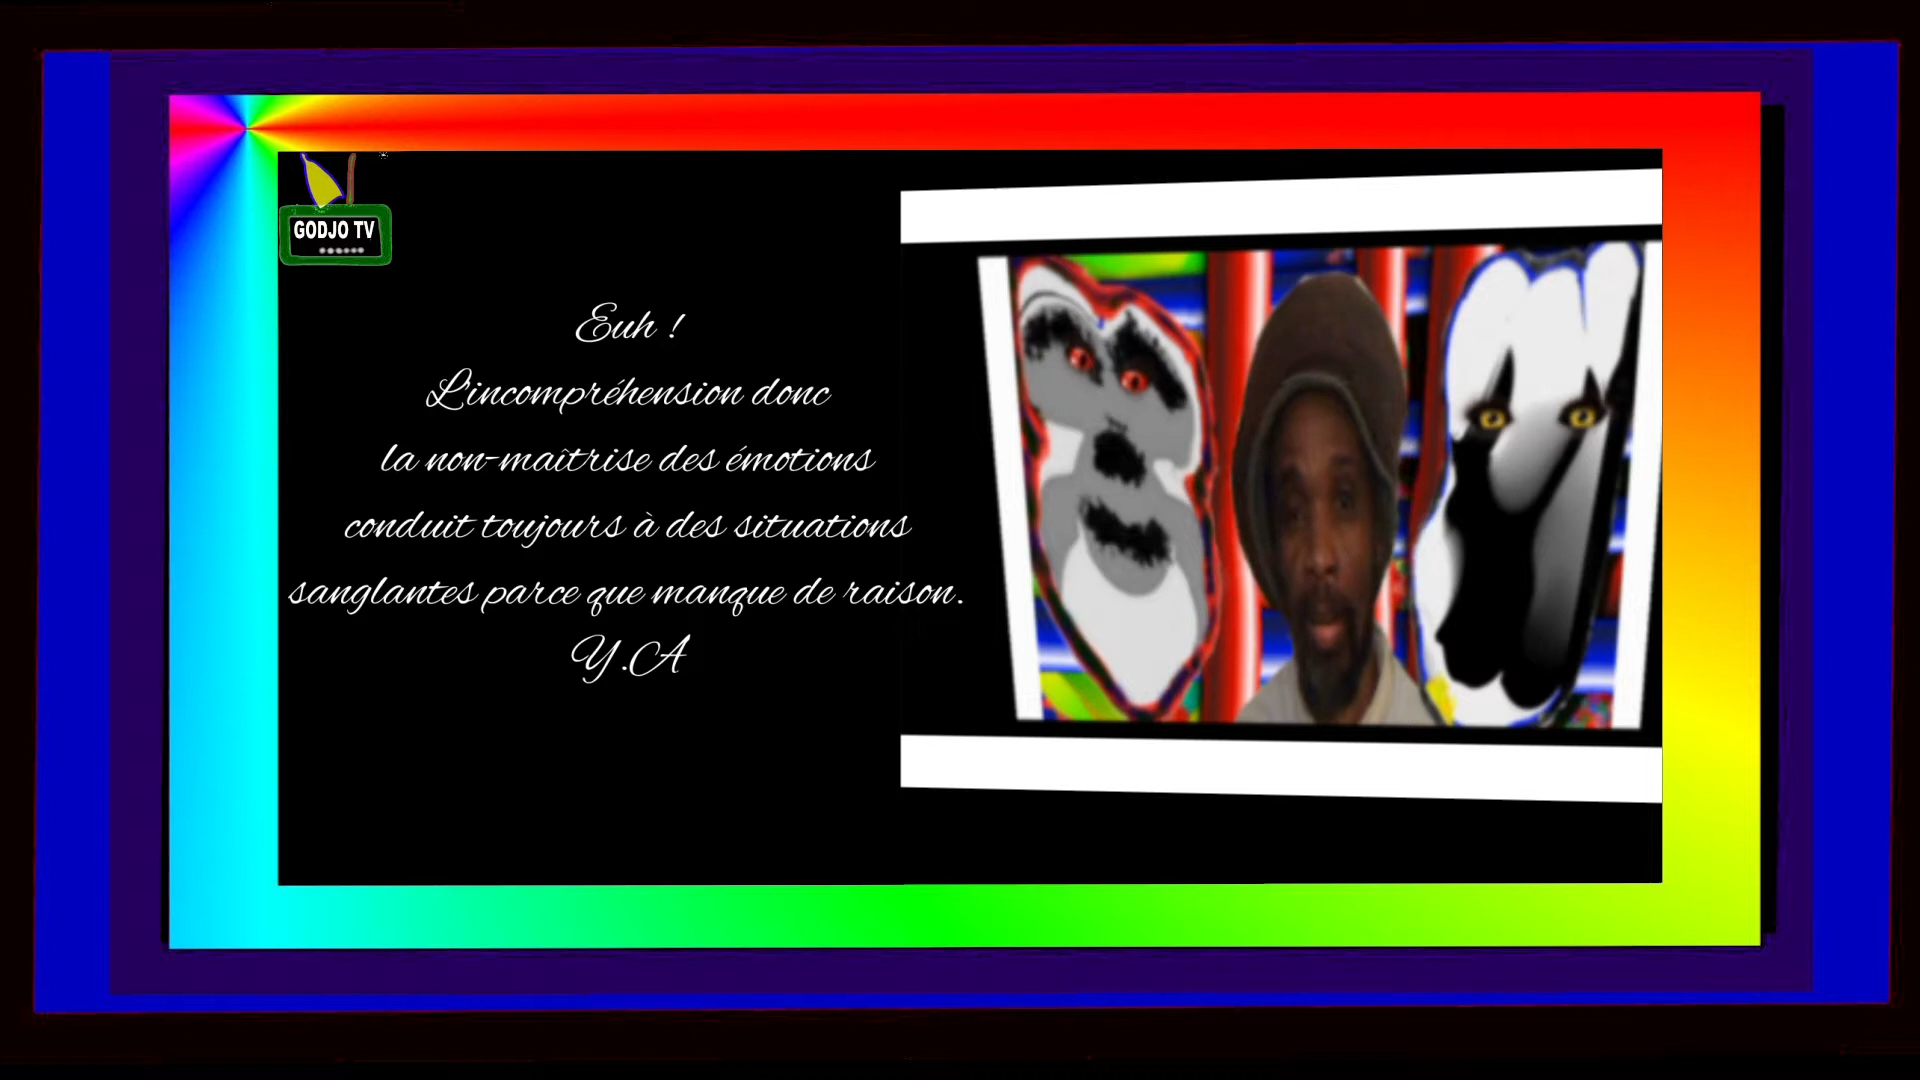 GODJO TV
Euh !
L'incompréhension donc
la non-maîtrise des émotions
conduit toujours à des situations
sanglantes parce que manque de raison.
Y.A